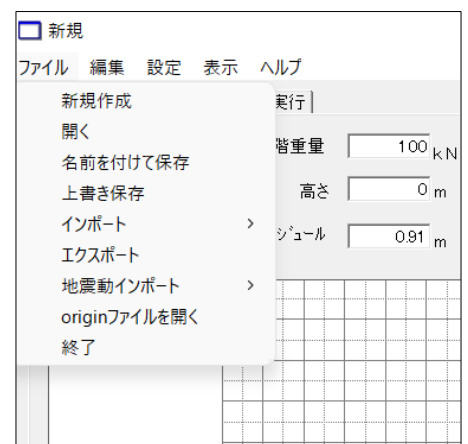 新規
ファイル 編集 設定 表示 ヘルプ
新規作成
開く
名前を付けて保存
上書き保存
インポート
エクスポート
地震動インポート
originファイルを開く
終了
実行
階重量 100 kN
高さ 0 m
ジュール 0.91 m